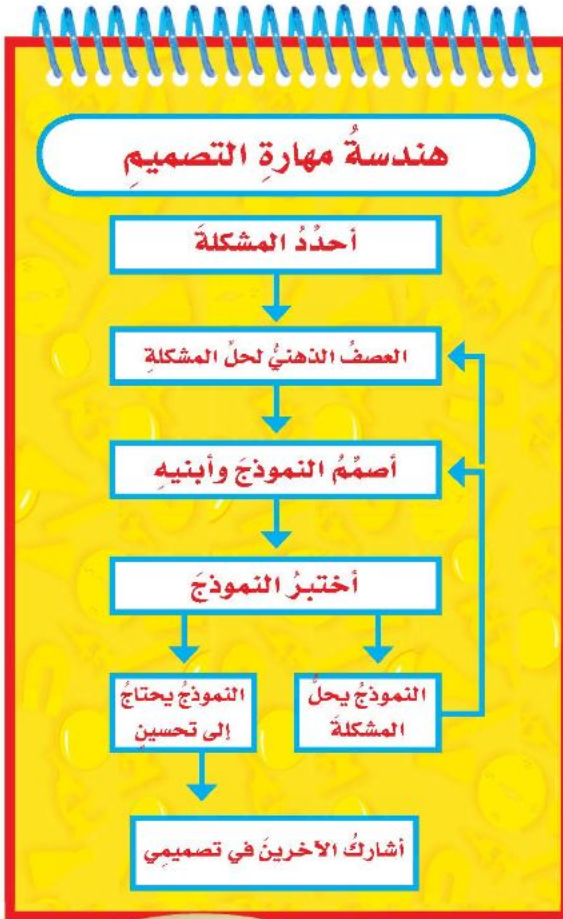 هندسةُ مهارةِ التصميمِ
أحدِّدُ المشكلةَ
العصفُ الذهنيُّ لحلِّ المشكلةِ
أصمِّمُ النموذجَ وأبنيهِ
أختبرُ النموذجَ
النموذجُ يحلُّ
المشكلةَ
النموذجُ يحتاجُ
إلى تحسينٍ
أشاركُ الآخرينَ في تصميمِي